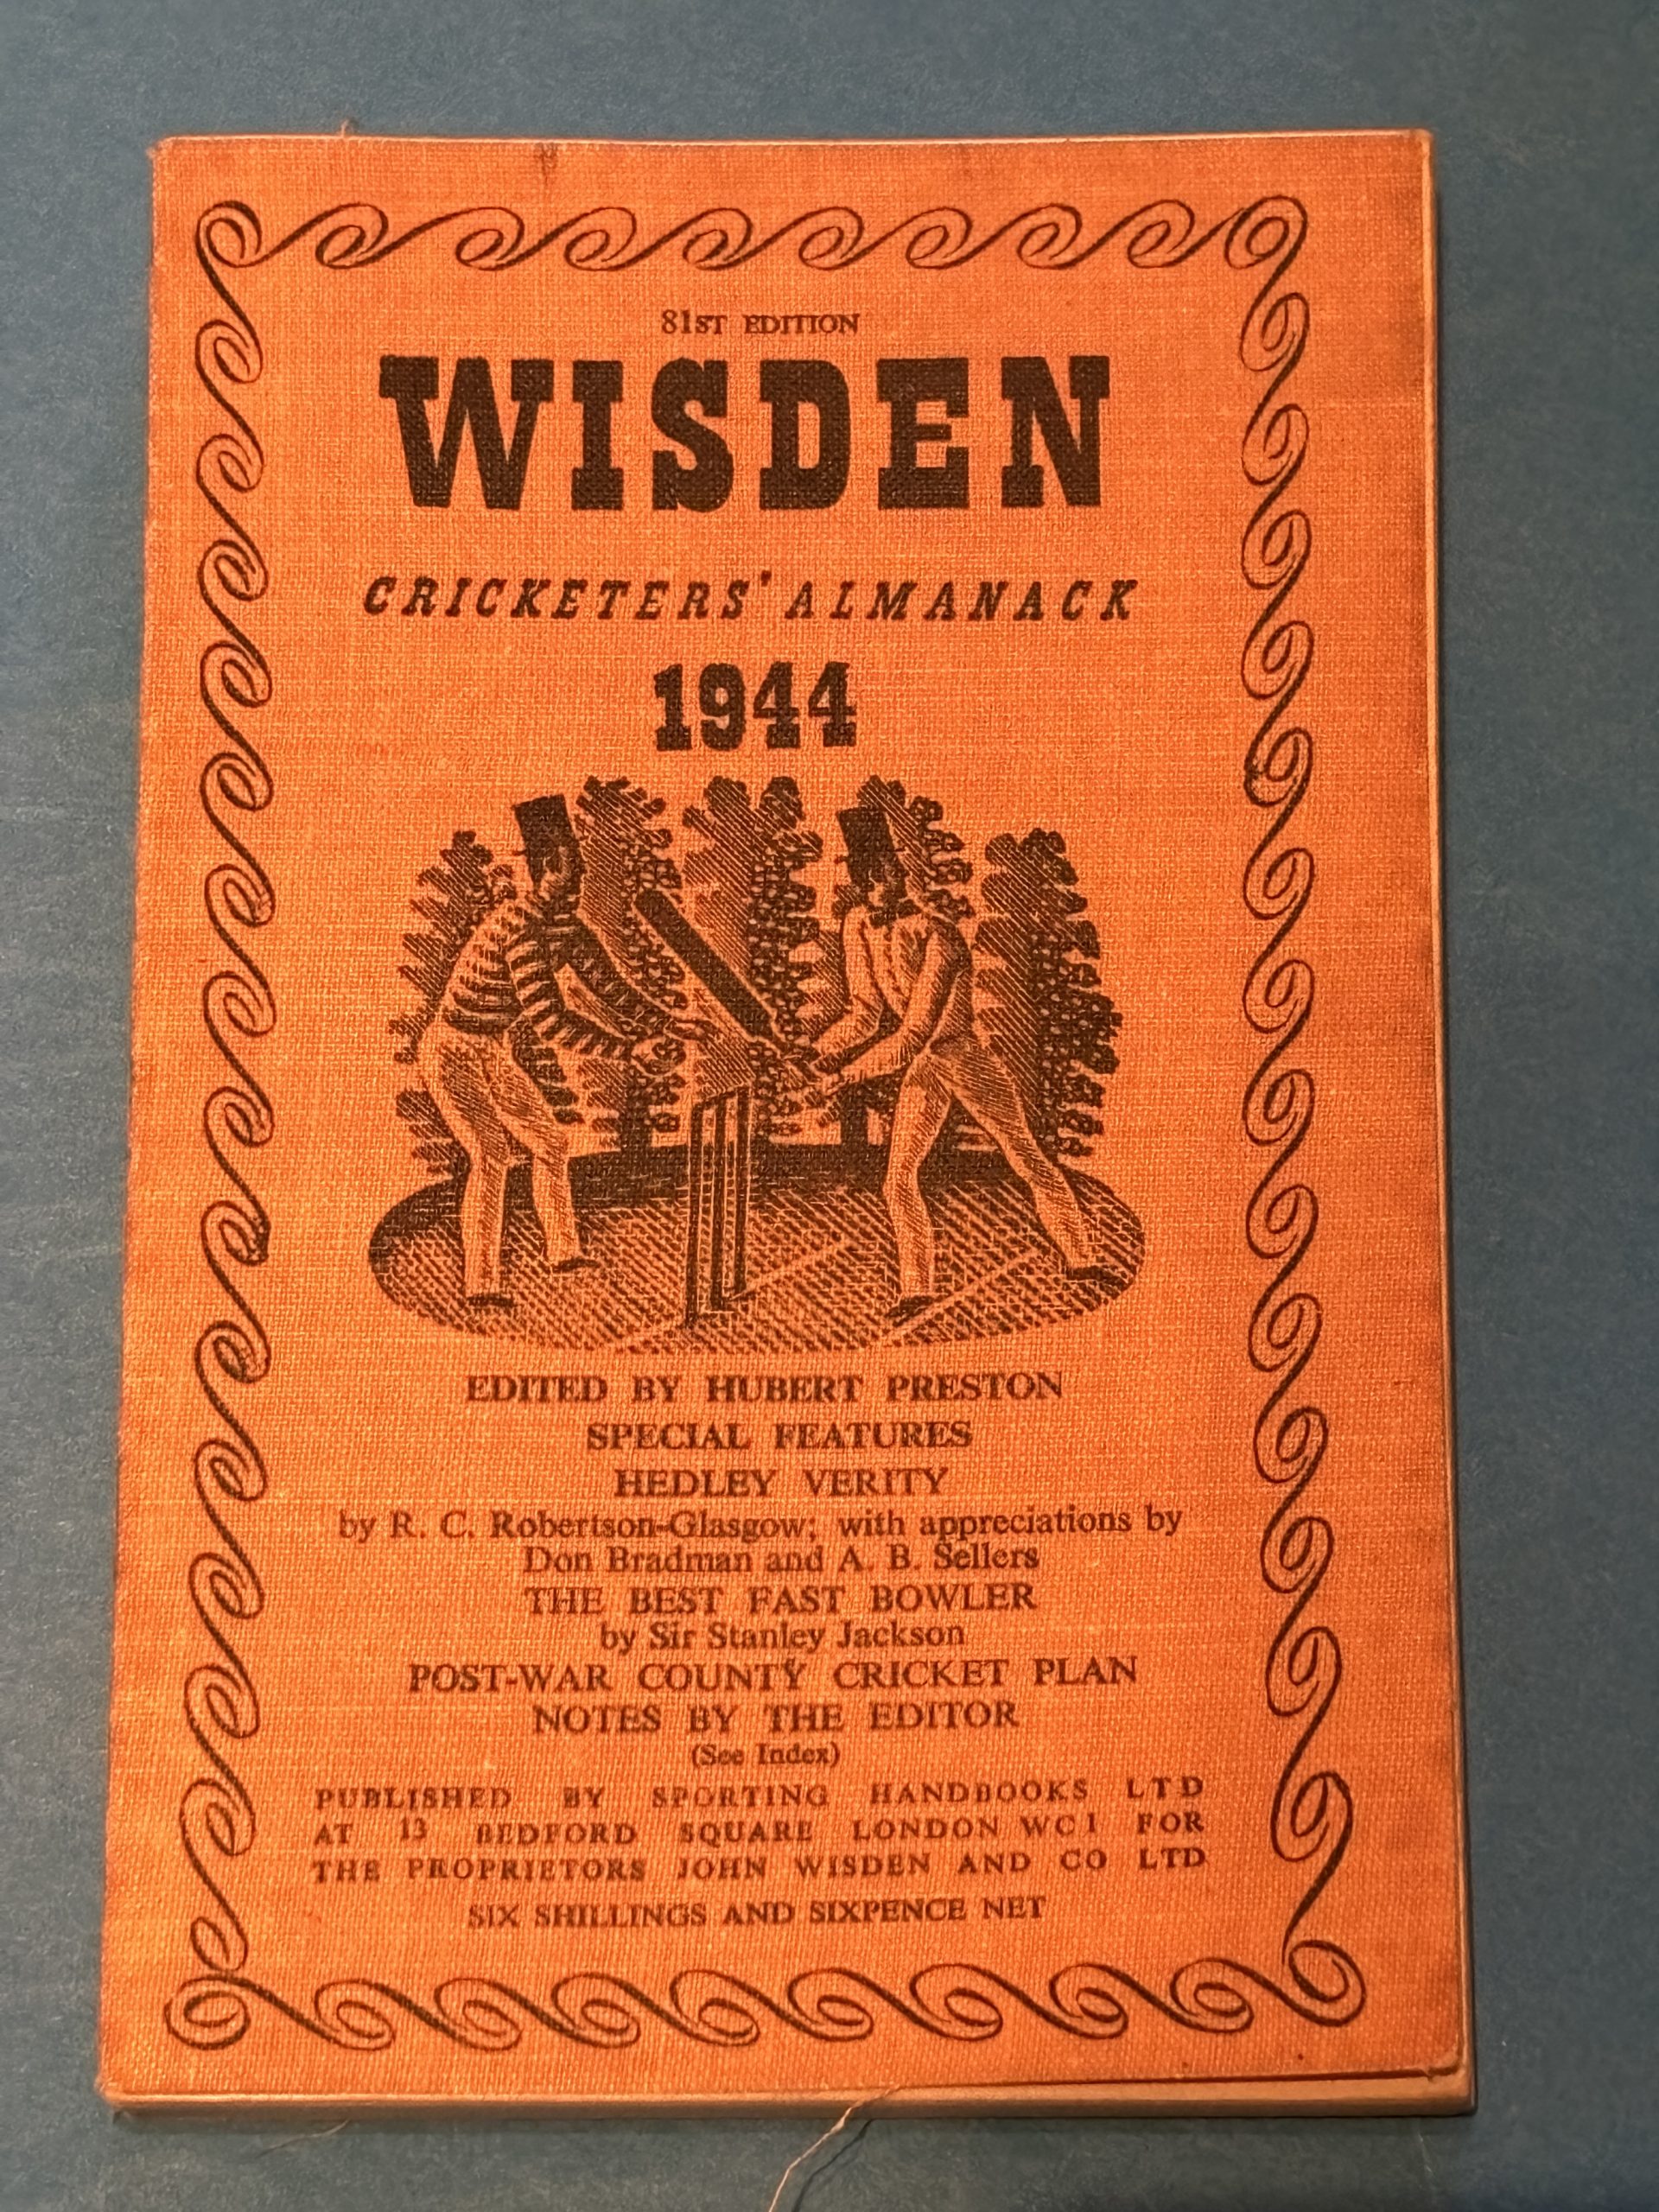 81ST EDITION
WISDEN
CRICKETERS' ALMANACK
1944
EDITED BY HUBERT PRESTON
SPECIAL FEATURES
HEDLEY VERITY
by R. C. Robertson-Glasgow; with appreciations by
Don Bradman and A. B. Sellers
THE BEST FAST BOWLER
by Sir Stanley Jackson
POST-WAR COUNTY CRICKET PLAN
NOTES BY THE EDITOR
(See Index)
PUBLISHED BY SPORTING HANDBOOKS LTD
AT 13 BEDFORD SQUARE LONDON WC1 FOR
THE PROPRIETORS JOHN WISDEN AND CO LTD
SIX SHILLINGS AND SIXPENCE NET